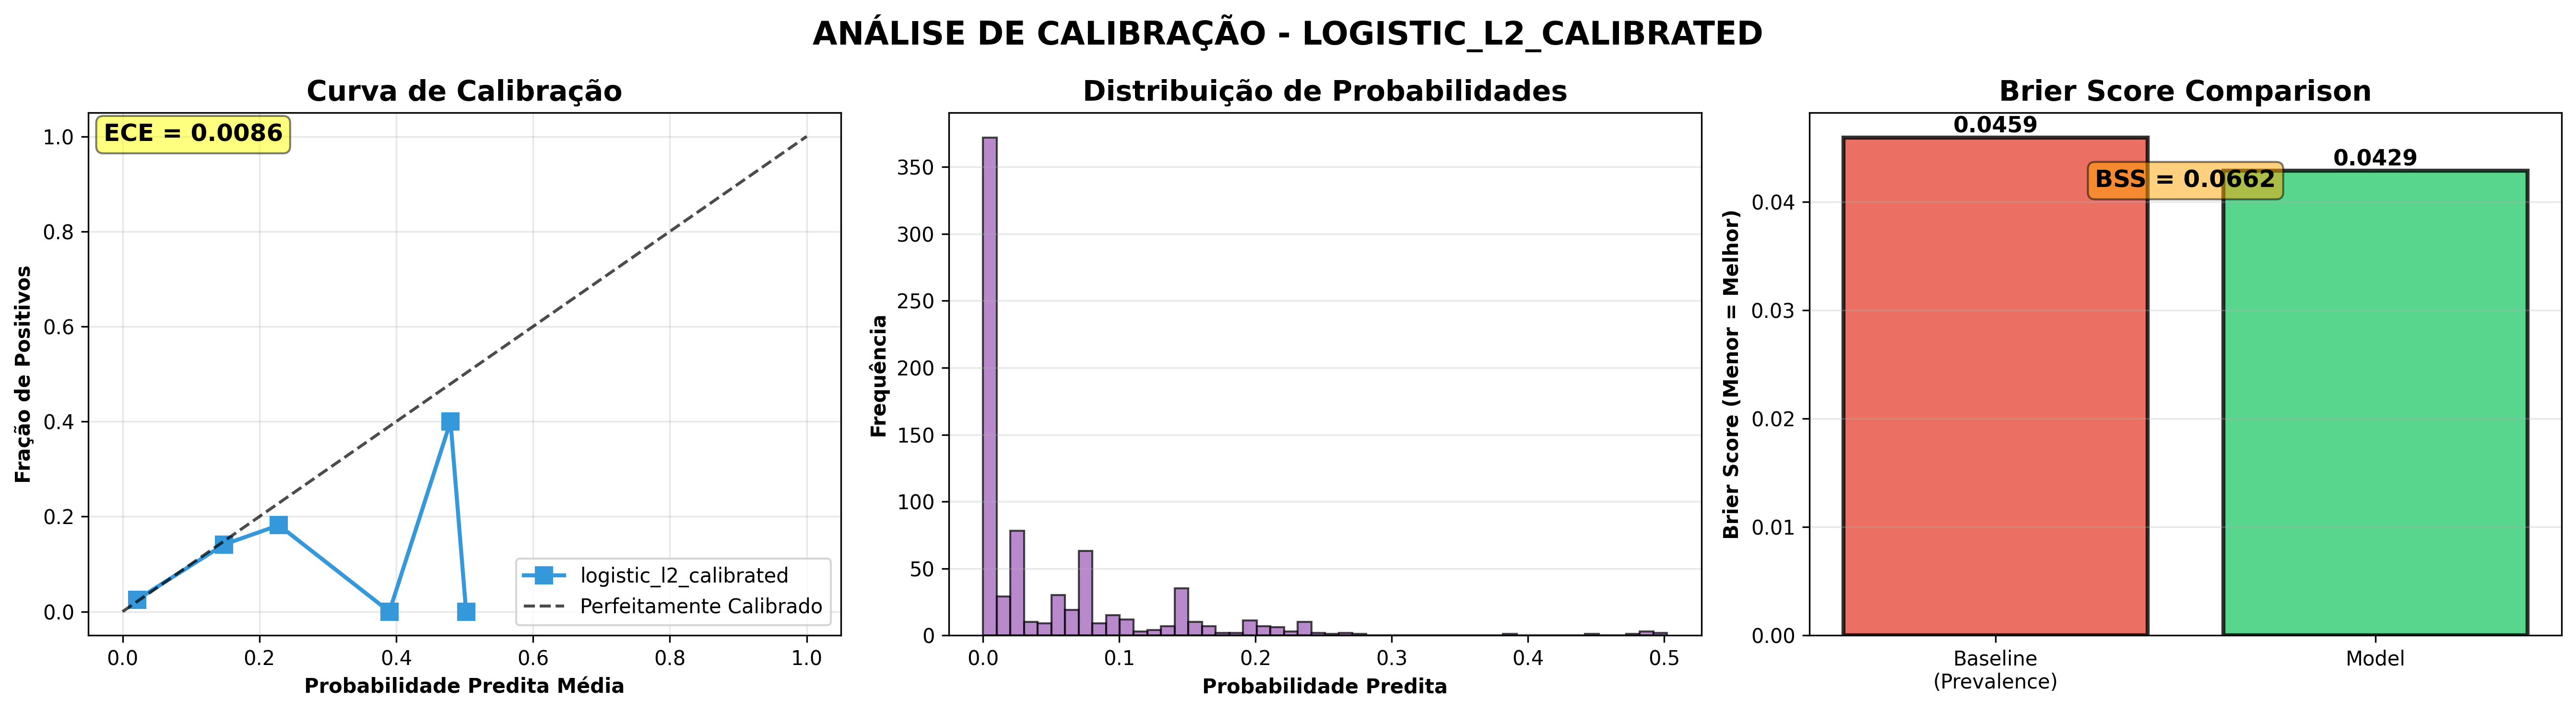 ANÁLISE DE CALIBRAÇÃO - LOGISTIC_L2_CALIBRATED
Curva de Calibração
ECE = 0.0086
1.0
0.8
0.6
0.4
0.2
0.0
Fração de Positivos
0.0 0.2 0.4 0.6 0.8 1.0
Probabilidade Predita Média
logistic_l2_calibrated
Perfeitamente Calibrado
Distribuição de Probabilidades
350
300
250
200
150
100
50
0
Frequência
0.0 0.1 0.2 0.3 0.4 0.5
Probabilidade Predita
Brier Score Comparison
0.0459
0.0429
BSS = 0.0662
0.04
0.03
0.02
0.01
0.00
Brier Score (Menor = Melhor)
Baseline
(Prevalence)
Model